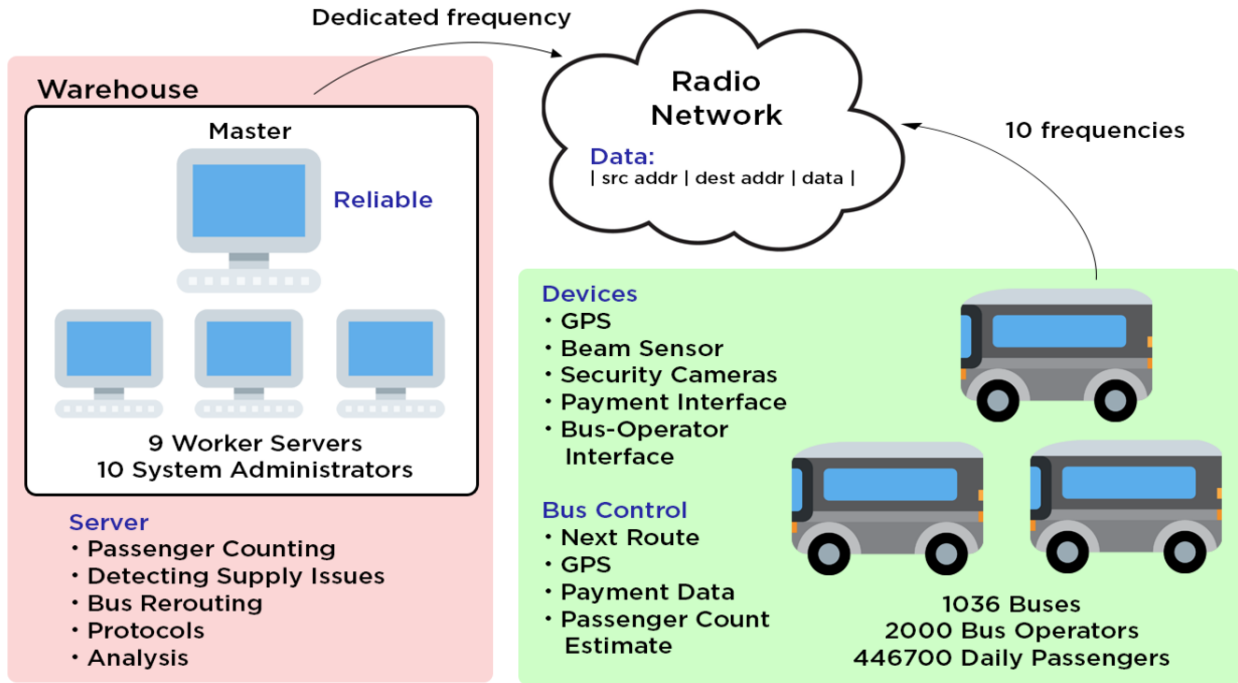 Dedicated frequency
Warehouse
Master
Reliable
9 Worker Servers
10 System Administrators
Server
· Passenger Counting
· Detecting Supply Issues
· Bus Rerouting
· Protocols
· Analysis
Radio
Network
Data:
| src addr | dest addr | data |
10 frequencies
Devices
· GPS
· Beam Sensor
· Security Cameras
· Payment Interface
· Bus-Operator
Interface
Bus Control
· Next Route
· GPS
· Payment Data
· Passenger Count
Estimate
1036 Buses
2000 Bus Operators
446700 Daily Passengers